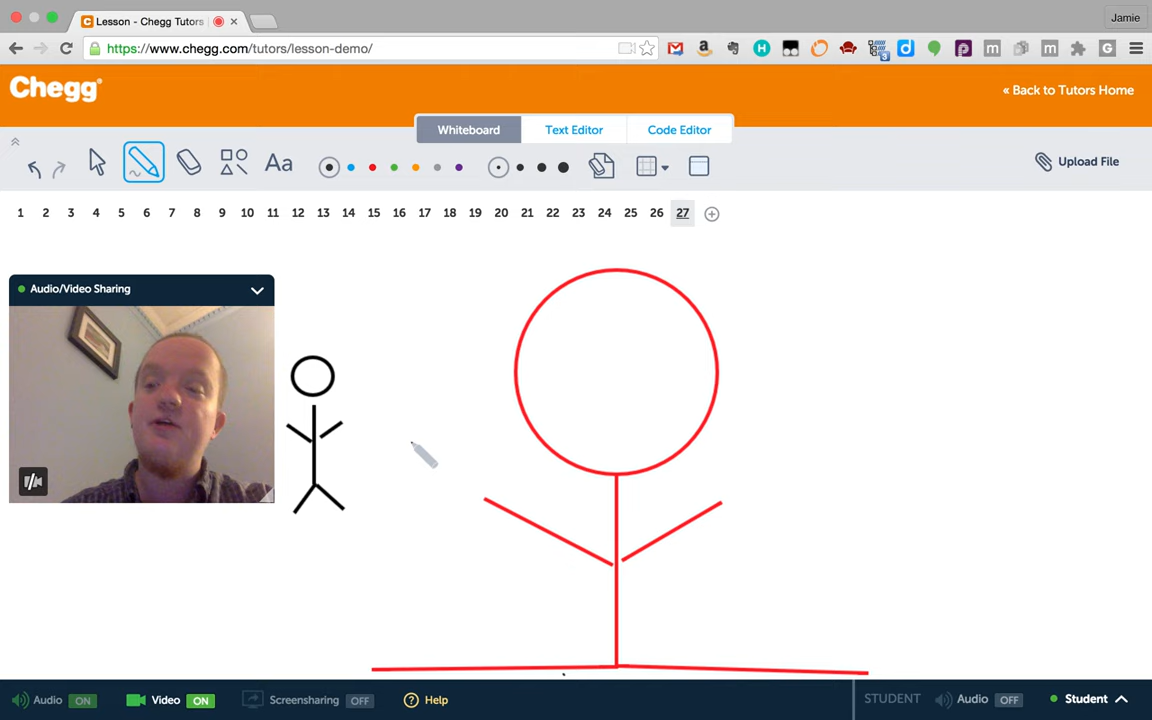 Lesson - Chegg Tutors
Jamie
https://www.chegg.com/tutors/lesson-demo/
Chegg®
« Back to Tutors Home
Whiteboard Text Editor Code Editor
Aa
Upload File
1 2 3 4 5 6 7 8 9 10 11 12 13 14 15 16 17 18 19 20 21 22 23 24 25 26 27
Audio/Video Sharing
Audio ON Video ON Screensharing OFF Help STUDENT Audio OFF Student